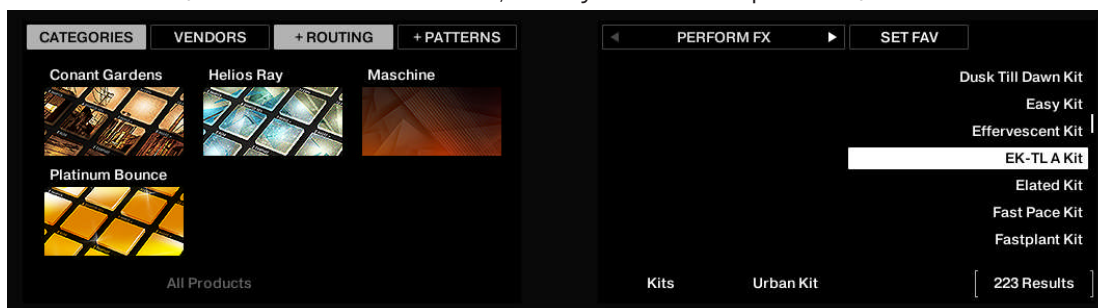 CATEGORIES VENDORS + ROUTING + PATTERNS
Conant Gardens Helios Ray Maschine
Platinum Bounce
All Products
PERFORM FX SET FAV
Dusk Till Dawn Kit
Easy Kit
Effervescent Kit
EK-TL A Kit
Elated Kit
Fast Pace Kit
Fastplant Kit
Kits Urban Kit 223 Results